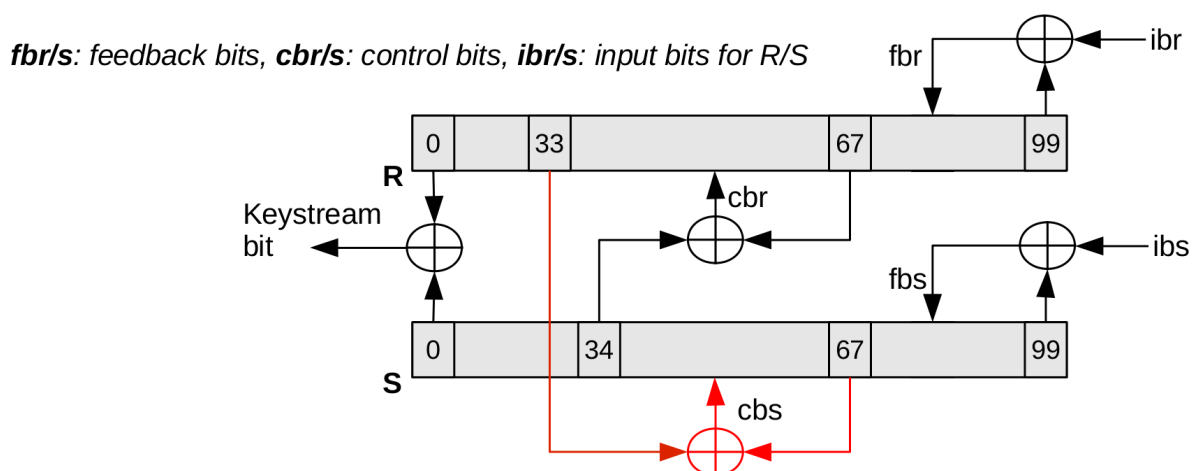 ibr
fbr/s: feedback bits, cbr/s: control bits, ibr/s: input bits for R/S
fbr
0
33
67
99
R
cbr
Keystream
bit
ibs
fbs
0
34
67
99
S
cbs